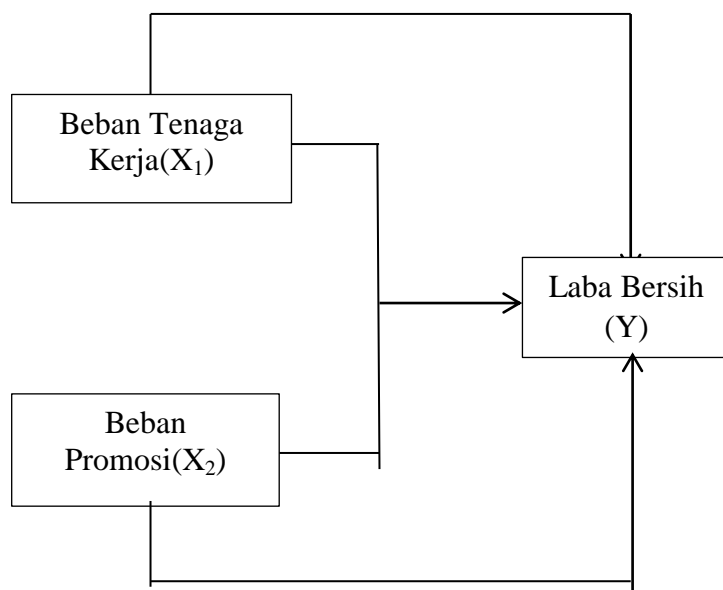 Beban Tenaga
Kerja(X₁)
Laba Bersih
(Y)
Beban
Promosi(X₂)